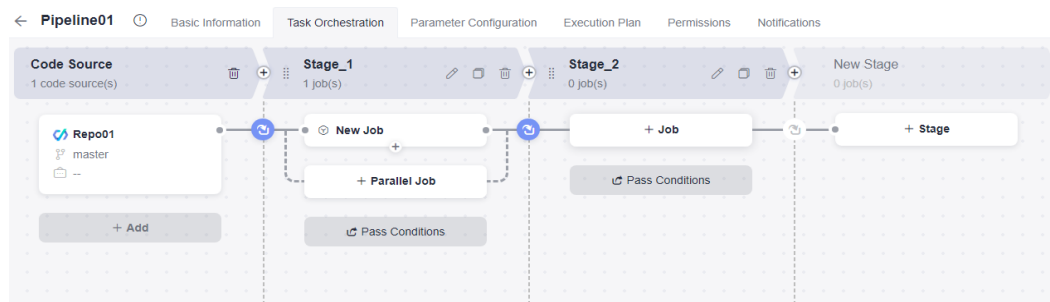 Pipeline01
Basic Information
Task Orchestration
Parameter Configuration
Execution Plan
Permissions
Notifications
Code Source
1 code source(s)
Stage_1
1 job(s)
Stage_2
0 job(s)
New Stage
0 job(s)
Repo01
master
--
+ Add
New Job
+ Parallel Job
Pass Conditions
+ Job
Pass Conditions
+ Stage